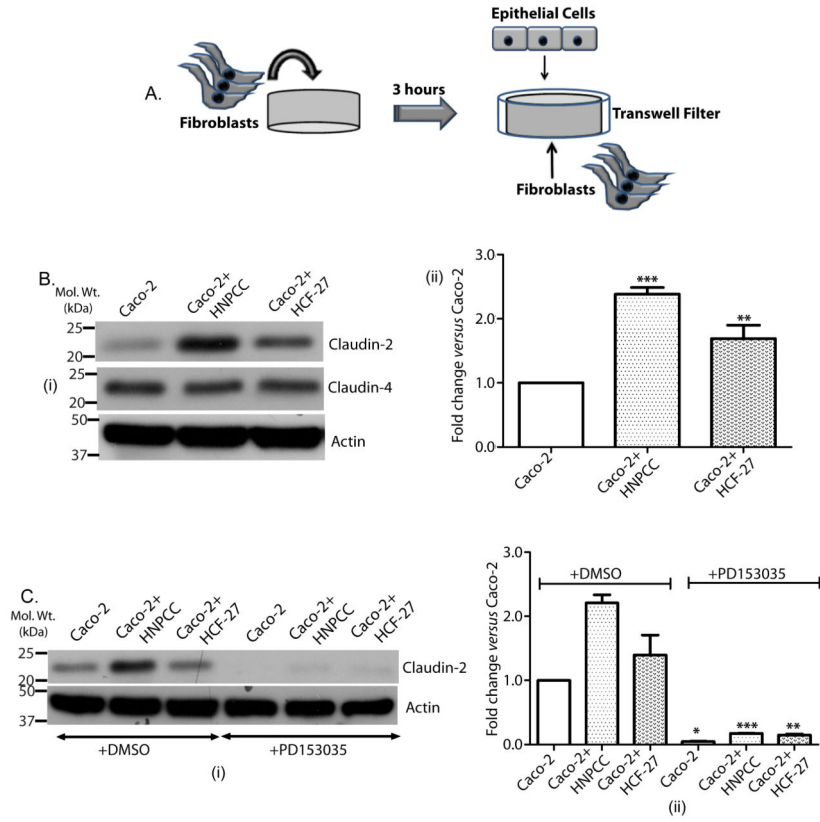 Epithelial Cells
A.
3 hours
Fibroblasts
Transwell Filter
Fibroblasts
B.
Mol. Wt.
(kDa)
Caco-2
Caco-2+
HNPCC
Caco-2+
HCF-27
25
20
Claudin-2
(i)
25
20
Claudin-4
50
37
Actin
(ii)
Fold change versus Caco-2
3.0
2.0
1.0
0.0
***
**
Caco-2
Caco-2+
HNPCC
Caco-2+
HCF-27
C.
Mol. Wt.
(kDa)
Caco-2
Caco-2+
HNPCC
Caco-2+
HCF-27
Caco-2
Caco-2+
HNPCC
Caco-2+
HCF-27
25
20
Claudin-2
50
37
Actin
+DMSO
+PD153035
(i)
Fold change versus Caco-2
3.0
2.0
1.0
0.0
+DMSO
+PD153035
*
***
**
Caco-2
Caco-2+
HNPCC
Caco-2+
HCF-27
Caco-2
Caco-2+
HNPCC
Caco-2+
HCF-27
(ii)